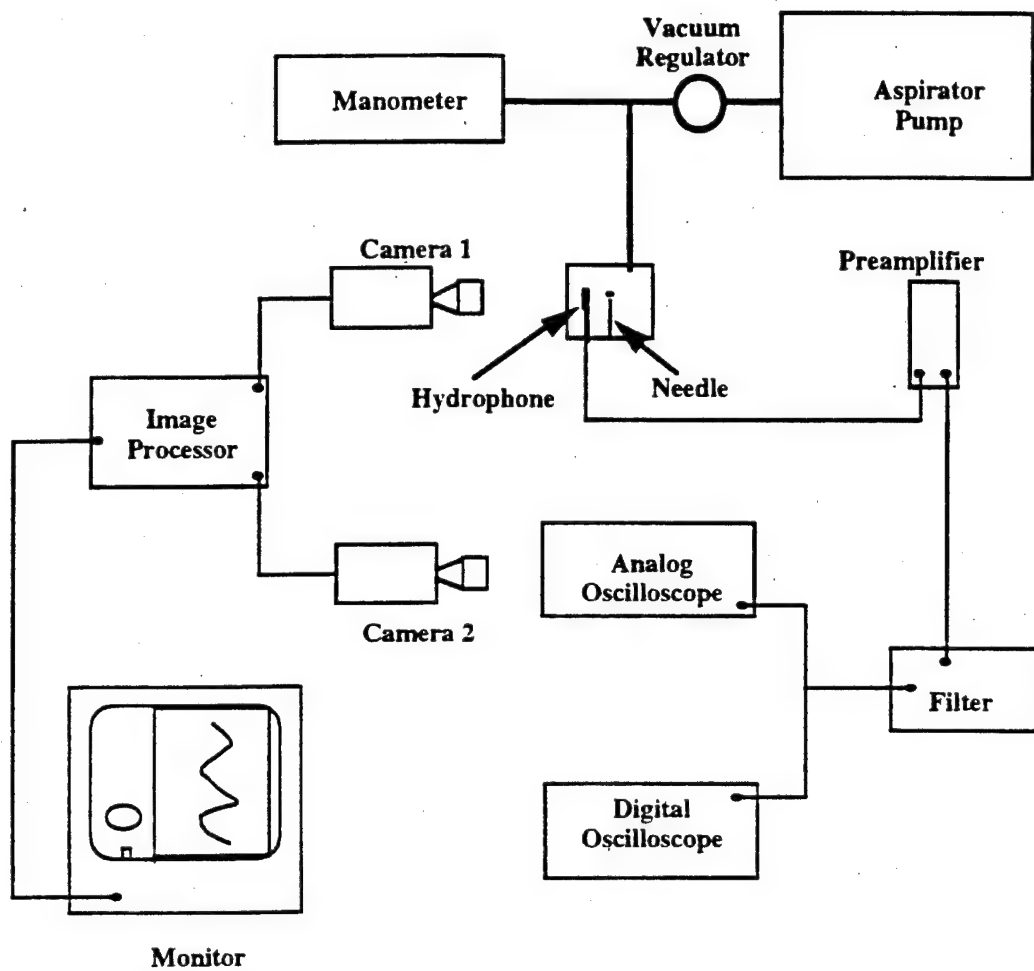 Vacuum
Regulator
Manometer
Aspirator
Pump
Camera 1
Preamplifier
Hydrophone
Needle
Image
Processor
Analog
Oscilloscope
Camera 2
Filter
Digital
Oscilloscope
Monitor